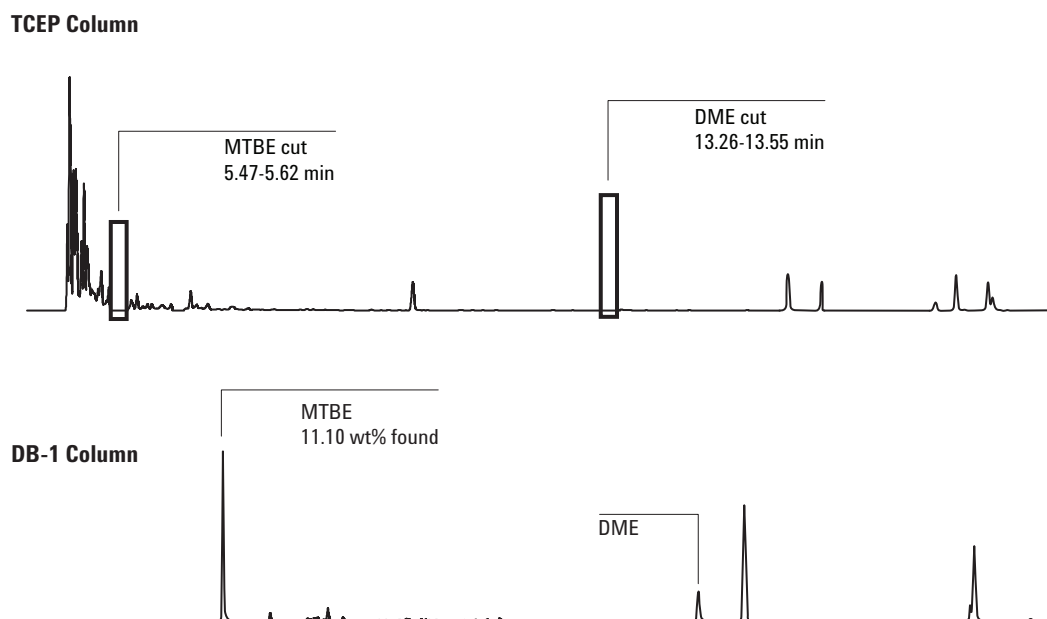 TCEP Column
MTBE cut
5.47-5.62 min
DME cut
13.26-13.55 min
MTBE
11.10 wt% found
DB-1 Column
DME